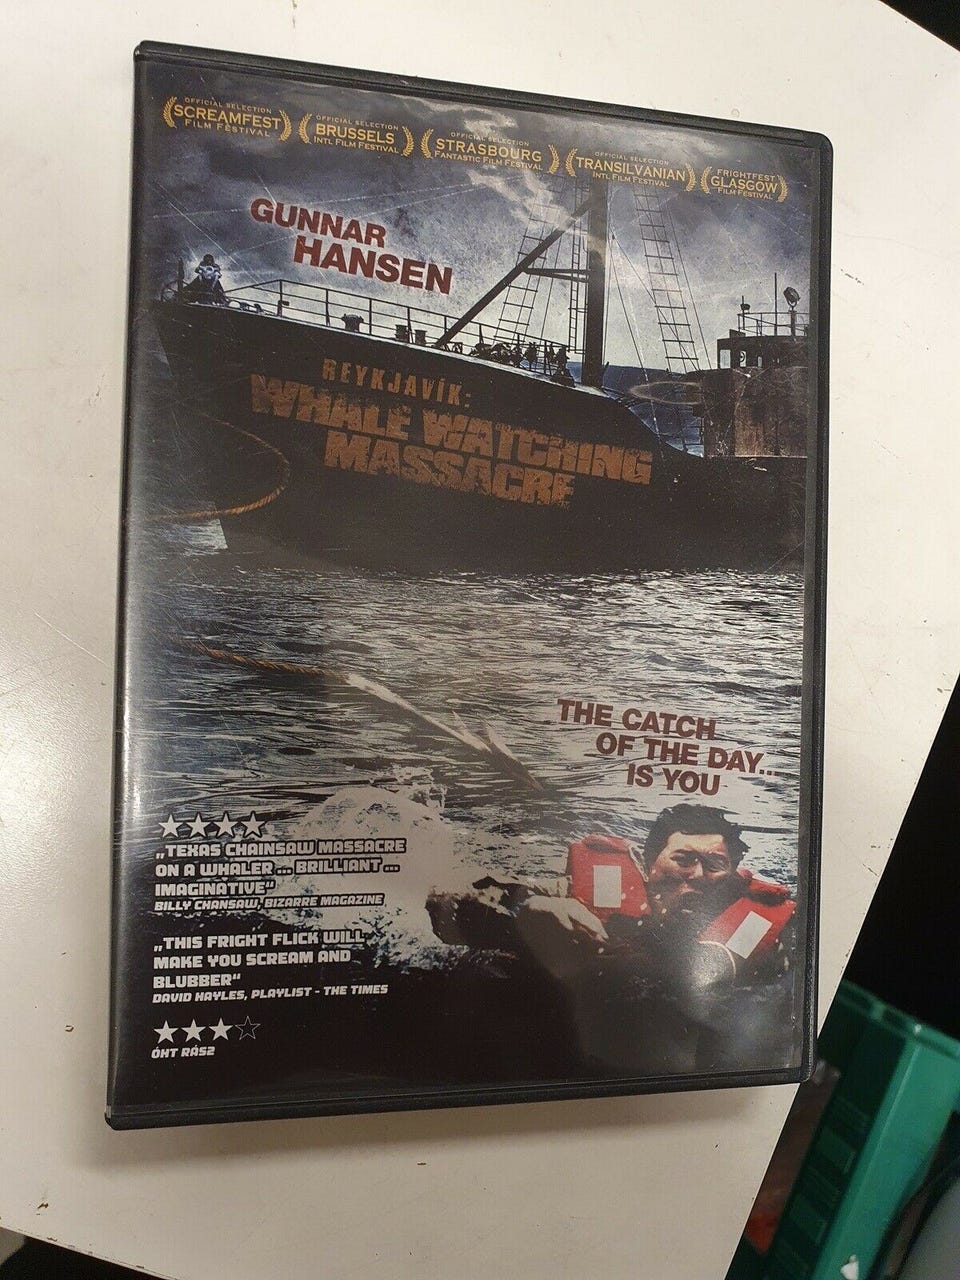 OFFICIAL SELECTION
SCREAMFEST
FILM FESTIVAL
OFFICIAL SELECTION
BRUSSELS
INTL FILM FESTIVAL
OFFICIAL SELECTION
STRASBOURG
FANTASTIC FILM FESTIVAL
OFFICIAL SELECTION
TRANSILVANIAN
INTL FILM FESTIVAL
FRIGHTFEST
GLASGOW
FILM FESTIVAL
GUNNAR
HANSEN
REYKJAVÍK:
WHALE WATCHING
MASSACRE
THE CATCH
OF THE DAY...
IS YOU
„TEXAS CHAINSAW MASSACRE
ON A WHALER ... BRILLIANT ...
IMAGINATIVE“
BILLY CHANSAW, BIZARRE MAGAZINE
„THIS FRIGHT FLICK WILL
MAKE YOU SCREAM AND
BLUBBER“
DAVID HAYLES, PLAYLIST - THE TIMES
ÓHT RÁS2